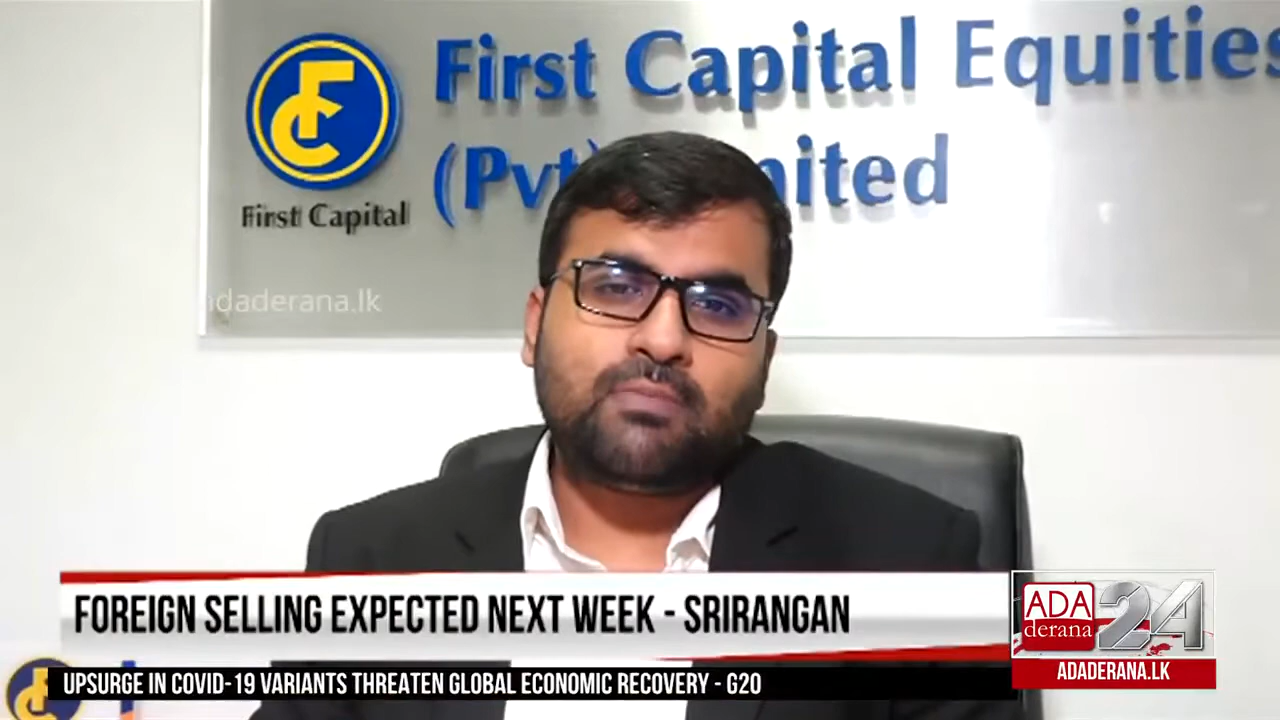 First Capital Equities
(Pvt)
First Capital
adaderana.lk
FOREIGN SELLING EXPECTED NEXT WEEK - SRIRANGAN
ADA
derana
24
ADADERANA.LK
UPSURGE IN COVID-19 VARIANTS THREATEN GLOBAL ECONOMIC RECOVERY - G20